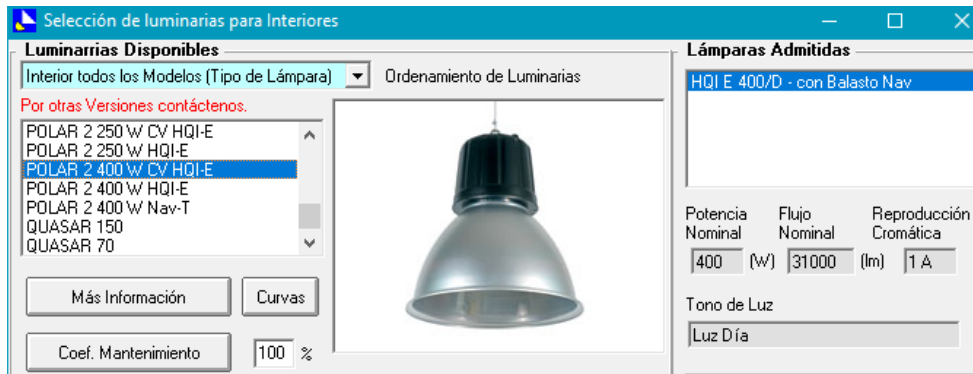 Selección de luminarias para Interiores
Luminarrias Disponibles
Interior todos los Modelos (Tipo de Lámpara)
Ordenamiento de Luminarias
Por otras Versiones contáctenos.
POLAR 2 250 W CV HQI-E
POLAR 2 250 W HQI-E
POLAR 2 400 W CV HQI-E
POLAR 2 400 W HQI-E
POLAR 2 400 W Nav-T
QUASAR 150
QUASAR 70
Más Información
Curvas
Coef. Mantenimiento
100 %
Lámparas Admitidas
HQI E 400/D - con Balasto Nav
Potencia Nominal
Flujo Nominal
Reproducción Cromática
400 (W)
31000 (lm)
1 A
Tono de Luz
Luz Día